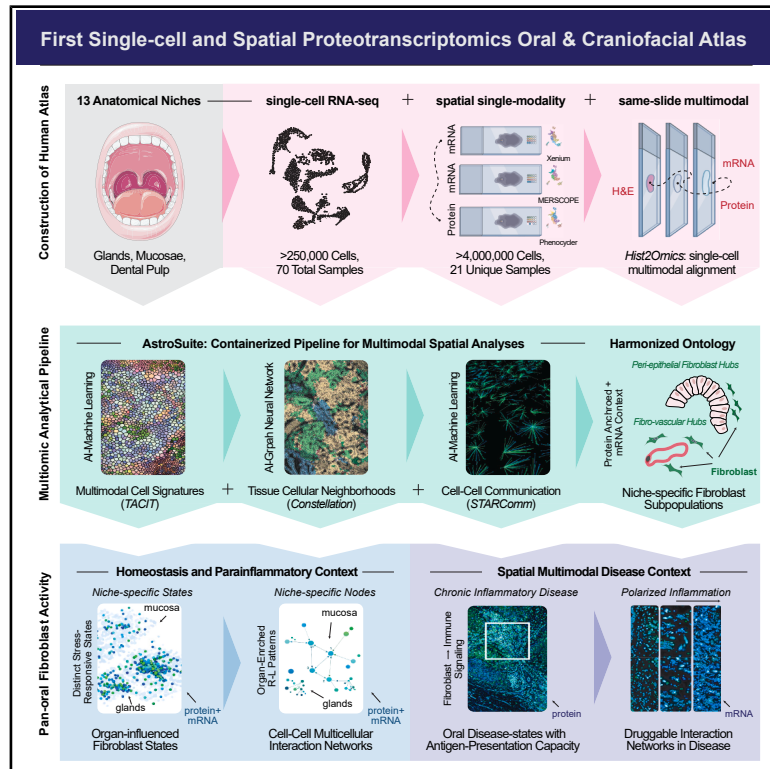 First Single-cell and Spatial Proteotranscriptomics Oral & Craniofacial Atlas
Construction of Human Atlas
13 Anatomical Niches
single-cell RNA-seq
+
spatial single-modality
+
same-slide multimodal
mRNA
mRNA
Protein
Xenium
MERSCOPE
Phenocycler
H&E
mRNA
Protein
Glands, Mucosae,
Dental Pulp
>250,000 Cells,
70 Total Samples
>4,000,000 Cells,
21 Unique Samples
Hist2Omics: single-cell
multimodal alignment
Multiomic Analytical Pipeline
AstroSuite: Containerized Pipeline for Multimodal Spatial Analyses
Harmonized Ontology
AI-Machine Learning
AI-Grpah Neural Network
AI-Machine Learning
Protein Anchroed +
mRNA Context
Peri-epithelial Fibroblast Hubs
Fibro-vascular Hubs
Fibroblast
Multimodal Cell Signatures
(TACIT)
+
Tissue Cellular Neighborhoods
(Constellation)
+
Cell-Cell Communication
(STARComm)
Niche-specific Fibroblast
Subpopulations
Pan-oral Fibroblast Activity
Homeostasis and Parainflammatory Context
Spatial Multimodal Disease Context
Niche-specific States
Niche-specific Nodes
Chronic Inflammatory Disease
Polarized Inflammation
Distinct Stress-
Responsive States
mucosa
glands
protein+
mRNA
Organ-Enriched
R-L Patterns
mucosa
glands
protein+
mRNA
Fibroblast → Immune
Signaling
protein
mRNA
Organ-influenced
Fibroblast States
Cell-Cell Multicellular
Interaction Networks
Oral Disease-states with
Antigen-Presentation Capacity
Druggable Interaction
Networks in Disease